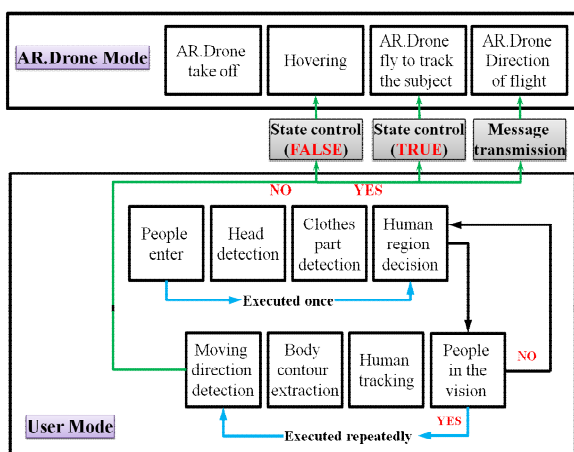 AR.Drone Mode
AR.Drone
take off
Hovering
AR.Drone
fly to track
the subject
AR.Drone
Direction
of flight
State control
(FALSE)
State control
(TRUE)
Message
transmission
NO
YES
People
enter
Head
detection
Clothes
part
detection
Human
region
decision
Executed once
Moving
direction
detection
Body
contour
extraction
Human
tracking
People
in the
vision
NO
YES
Executed repeatedly
User Mode